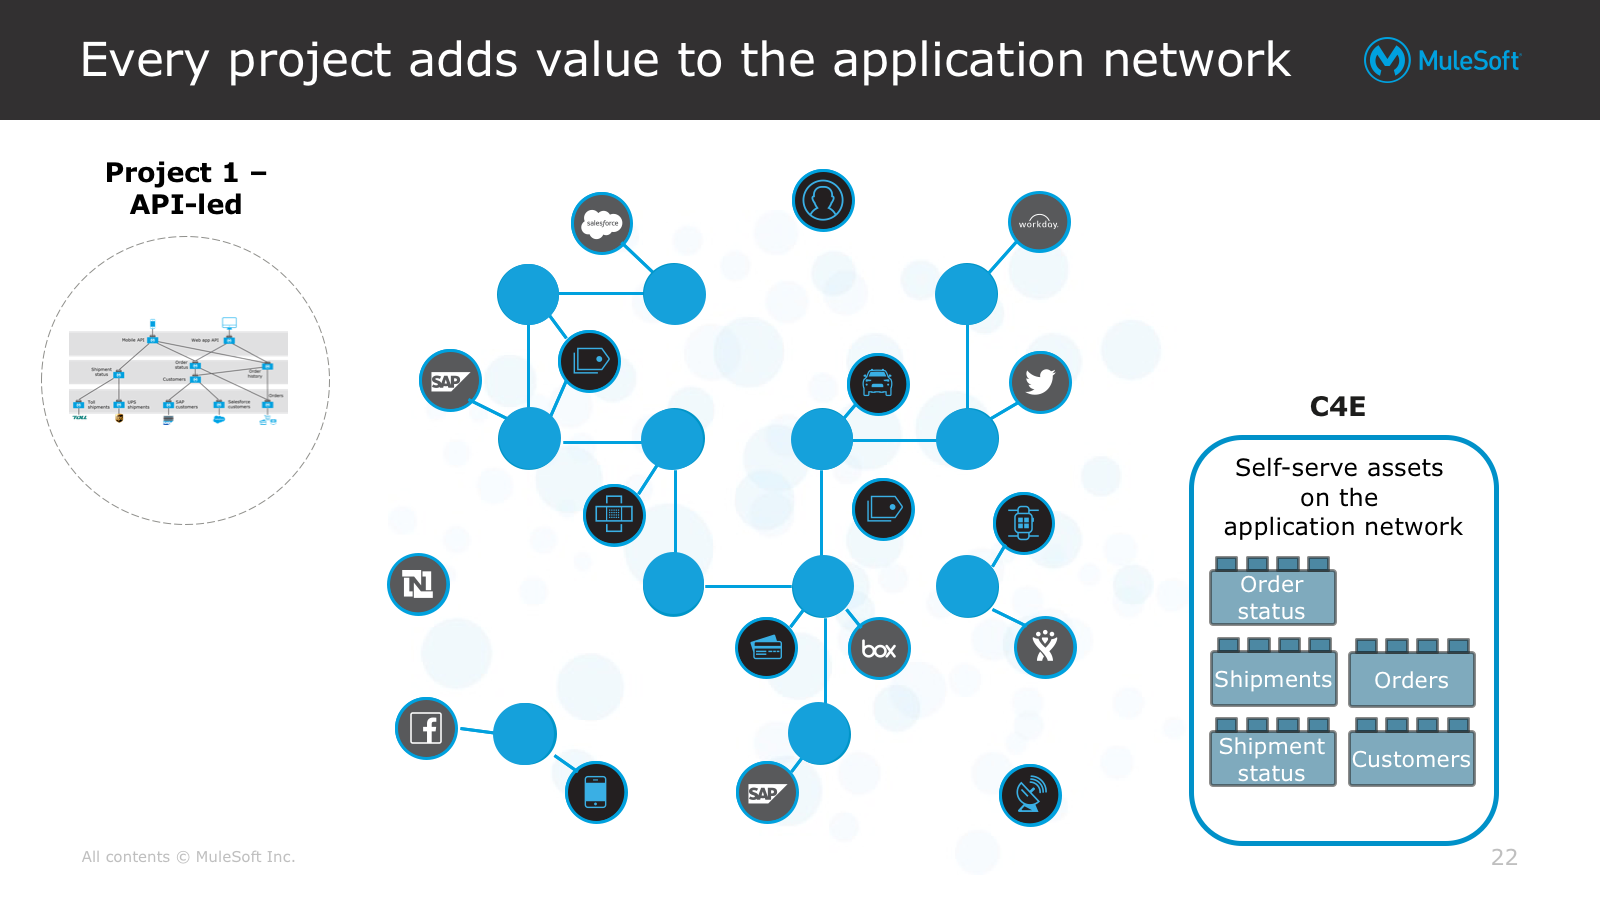 Every project adds value to the application network
MuleSoft
Project 1 –
API-led
Mobile API
Web app API
Shipment
status
Order
status
Customers
Order
history
Toll
shipments
UPS
shipments
SAP
customers
Salesforce
customers
Orders
TOLL
salesforce
workday.
SAP
box
SAP
C4E
Self-serve assets
on the
application network
Order
status
Shipments
Orders
Shipment
status
Customers
All contents © MuleSoft Inc.
22